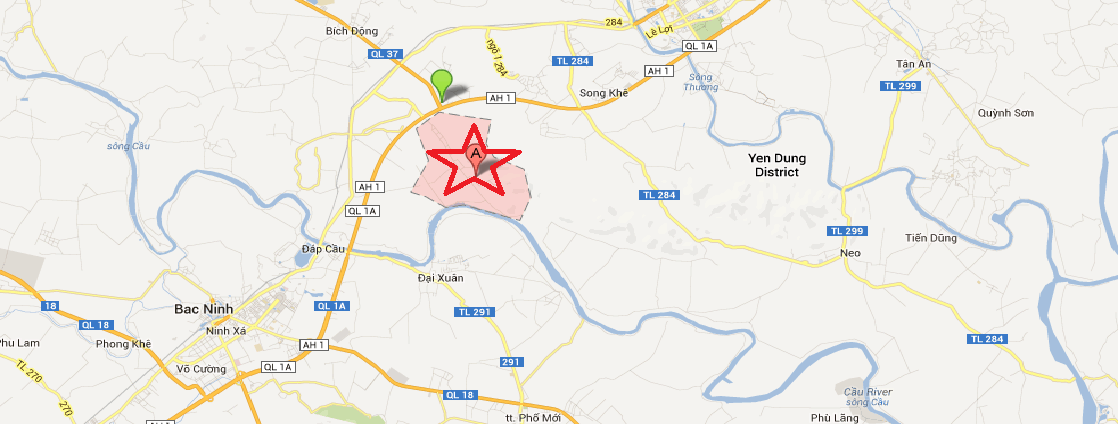 284
Lê Lợi
Bích Động
QL 1A
QL 37
ngõ 1 284
TL 284
Tân An
AH 1
Sông
Thương
TL 299
Song Khê
AH 1
Quỳnh Sơn
sông Cầu
A
Yen Dung
District
AH 1
TL 284
QL 1A
TL 299
Tiến Dũng
Đáp Cầu
Neo
Đại Xuân
18
QL 1A
Bac Ninh
TL 291
QL 18
Ninh Xá
Phong Khê
AH 1
TL 284
291
QL 1A
Võ Cường
TL 270
QL 18
Cầu River
sông Cầu
270
tt. Phố Mới
Phù Lãng